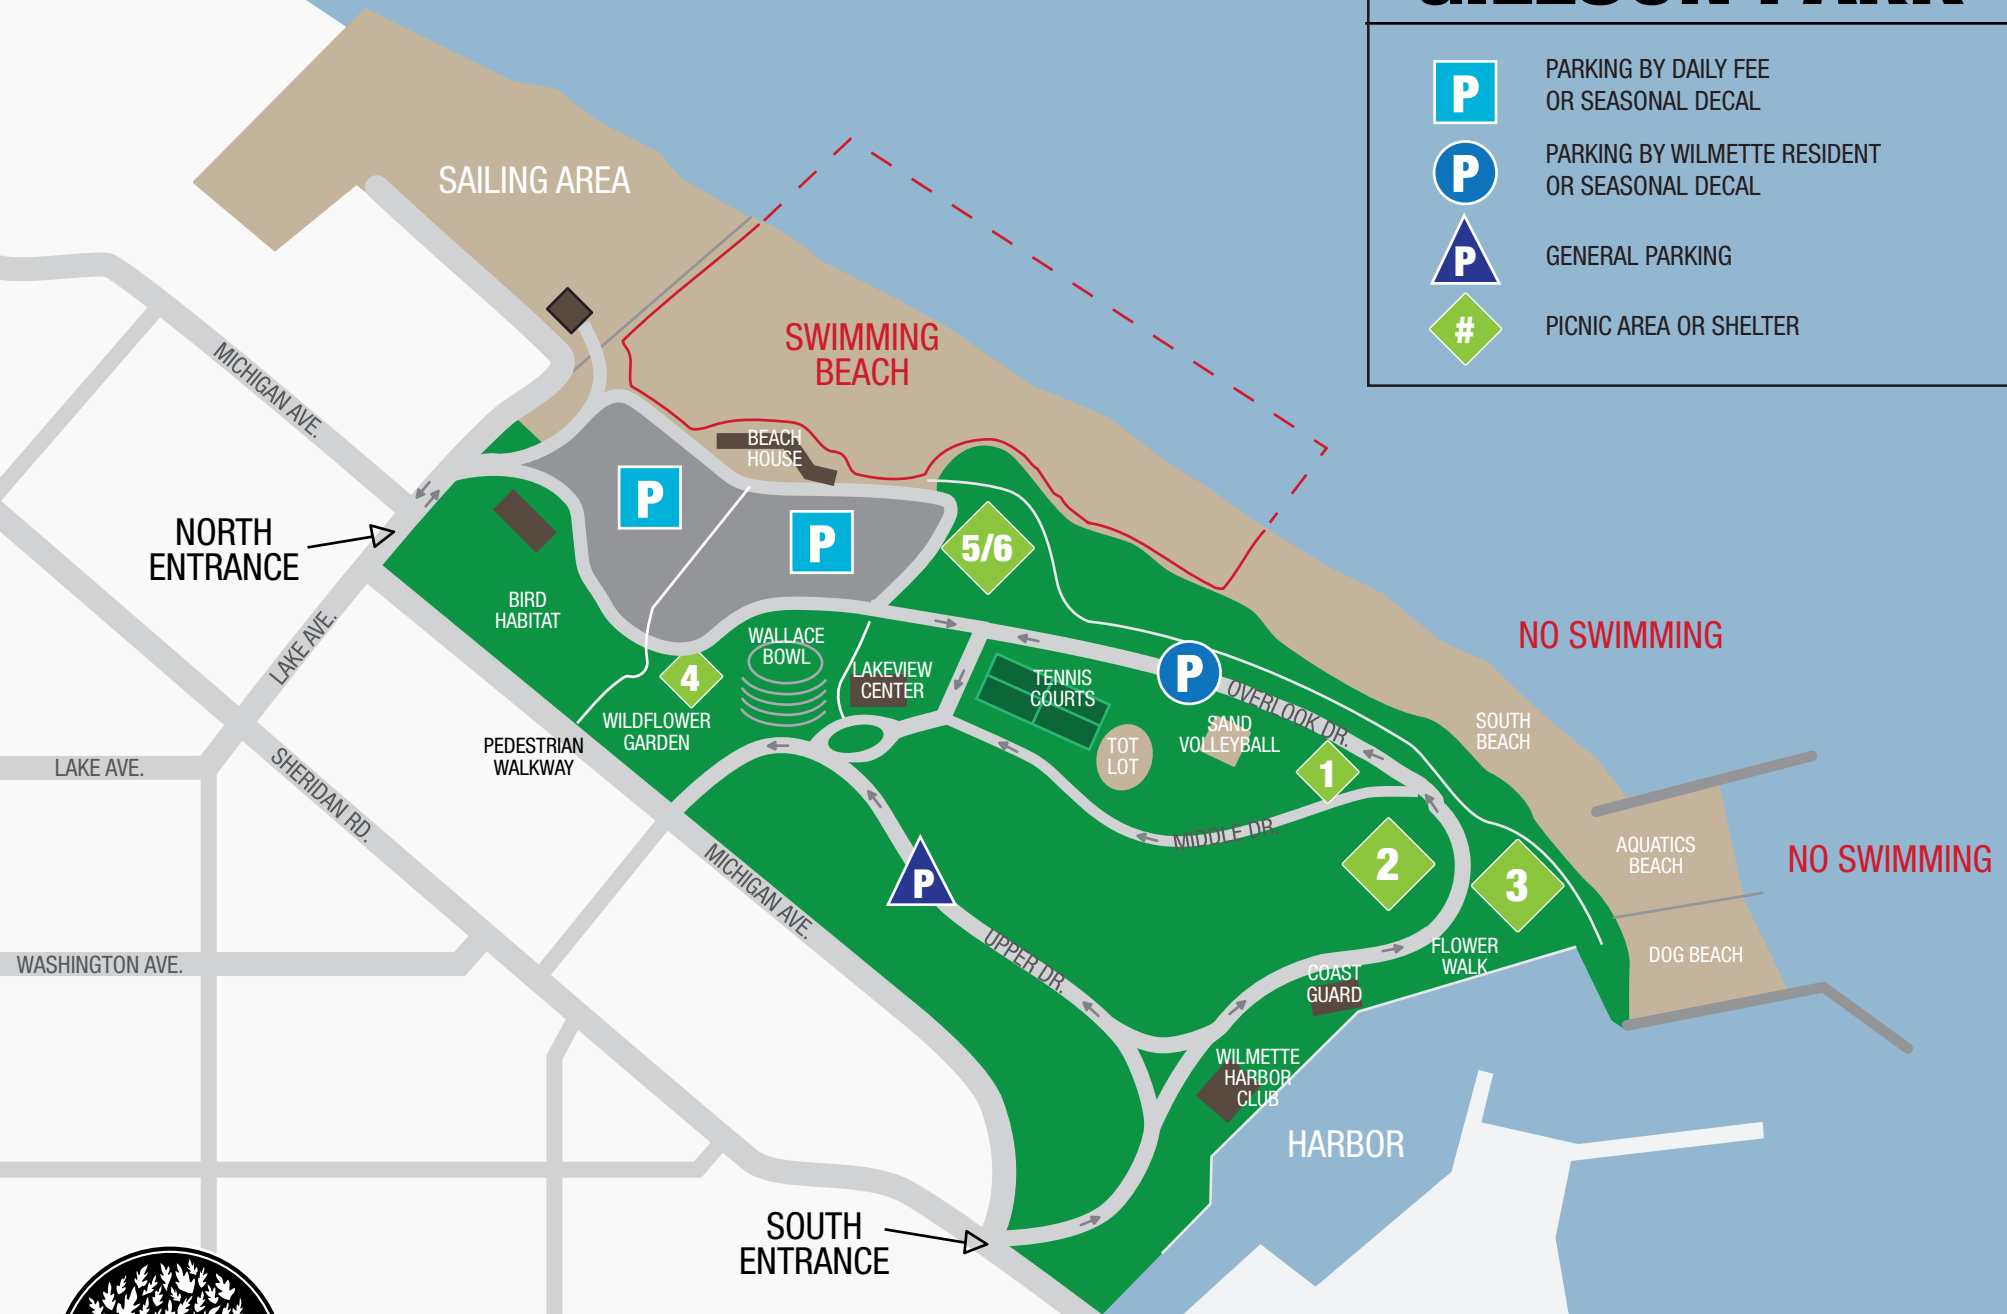 P
PARKING BY DAILY FEE
OR SEASONAL DECAL
P
PARKING BY WILMETTE RESIDENT
OR SEASONAL DECAL
P
GENERAL PARKING
#
PICNIC AREA OR SHELTER
SAILING AREA
SWIMMING
BEACH
MICHIGAN AVE.
BEACH
HOUSE
P
P
5/6
NORTH
ENTRANCE
BIRD
HABITAT
LAKE AVE.
WALLACE
BOWL
LAKEVIEW
CENTER
4
WILDFLOWER
GARDEN
PEDESTRIAN
WALKWAY
TENNIS
COURTS
P
OVERLOOK DR.
SAND
VOLLEYBALL
TOT
LOT
1
NO SWIMMING
SOUTH
BEACH
LAKE AVE.
SHERIDAN RD.
MIDDLE DR.
2
3
AQUATICS
BEACH
NO SWIMMING
MICHIGAN AVE.
P
UPPER DR.
WASHINGTON AVE.
FLOWER
WALK
DOG BEACH
COAST
GUARD
WILMETTE
HARBOR
CLUB
HARBOR
SOUTH
ENTRANCE